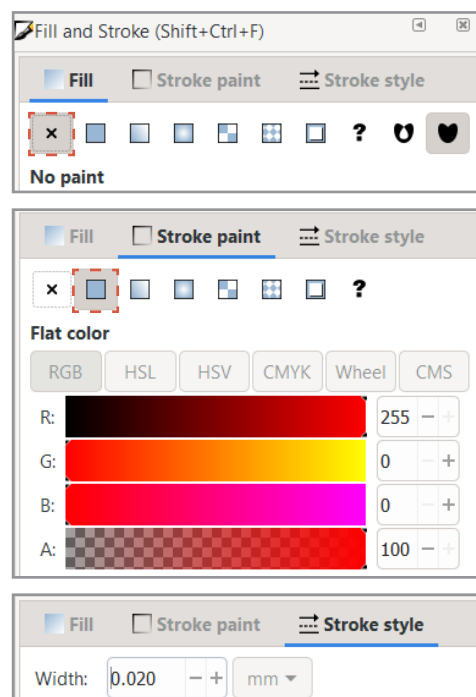 Fill and Stroke (Shift+Ctrl+F)
Fill Stroke paint Stroke style
× ?
No paint
Fill Stroke paint Stroke style
× ?
Flat color
RGB HSL HSV CMYK Wheel CMS
R: 255 − +
G: 0 − +
B: 0 − +
A: 100 − +
Fill Stroke paint Stroke style
Width: 0.020 − + mm